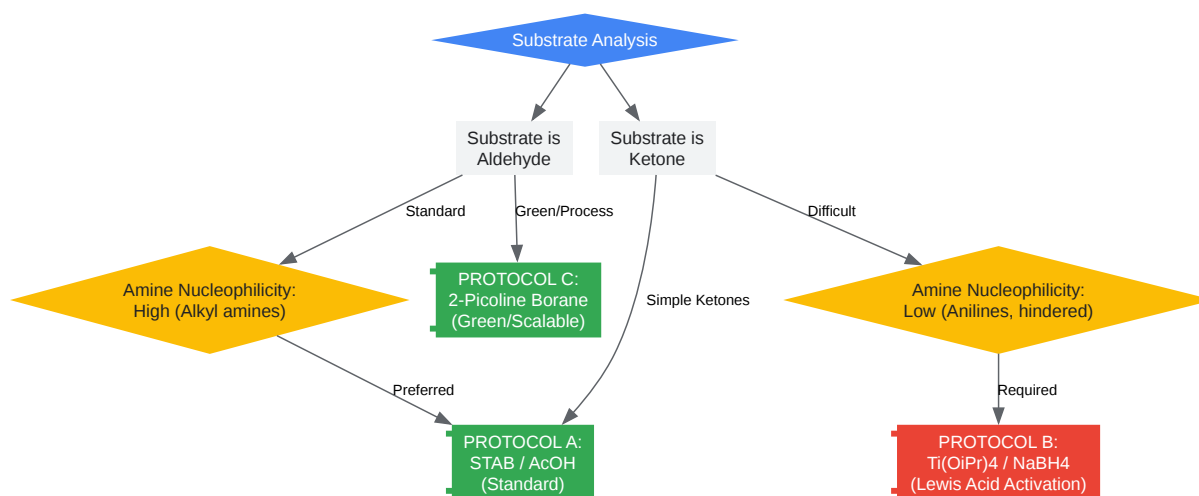 Substrate Analysis
Substrate is
Aldehyde
Substrate is
Ketone
Standard
Green/Process
Difficult
Amine Nucleophilicity:
High (Alkyl amines)
PROTOCOL C:
2-Picoline Borane
(Green/Scalable)
Simple Ketones
Amine Nucleophilicity:
Low (Anilines, hindered)
Preferred
Required
PROTOCOL A:
STAB / AcOH
(Standard)
PROTOCOL B:
Ti(OiPr)4 / NaBH4
(Lewis Acid Activation)